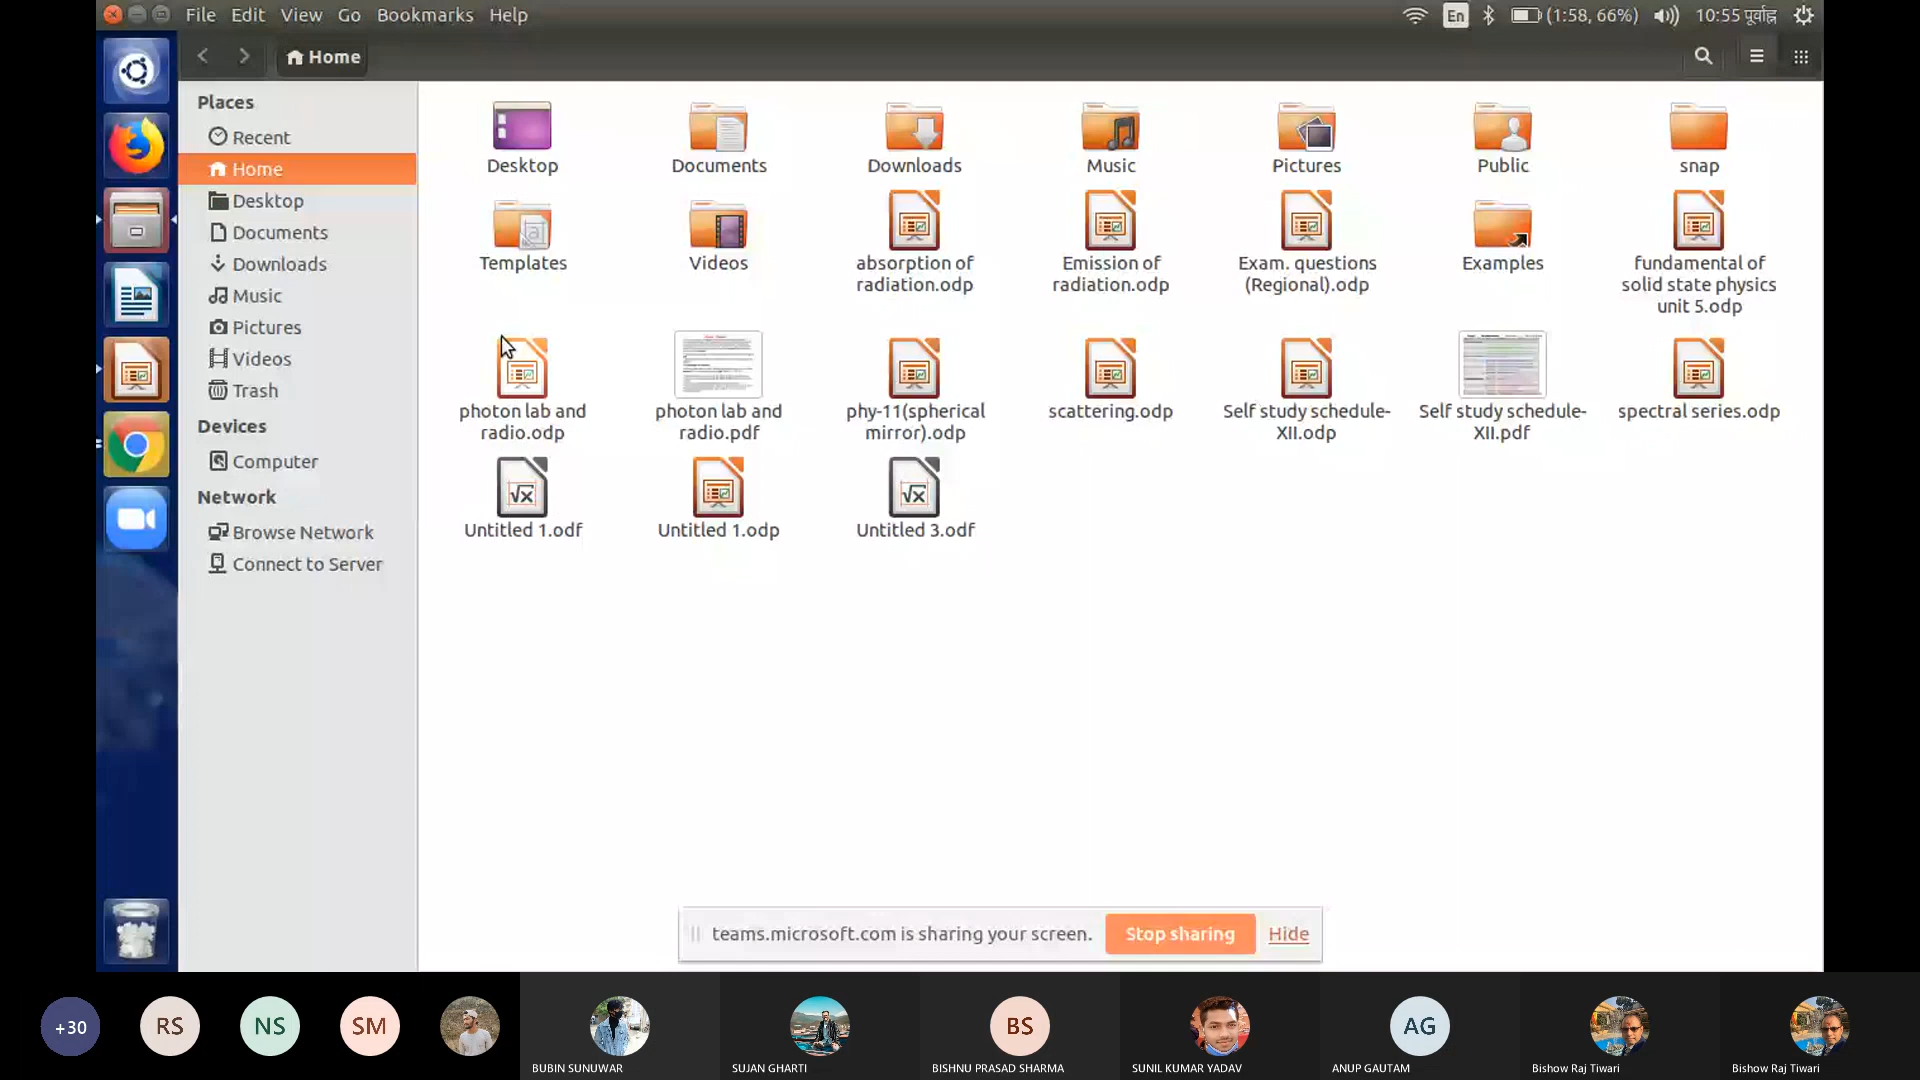 File Edit View Go Bookmarks Help
En (1:58, 66%) 10:55 पूर्वाह्न
Home
Places
Recent
Home
Desktop
Documents
Downloads
Music
Pictures
Videos
Trash
Devices
Computer
Network
Browse Network
Connect to Server
Desktop Documents Downloads Music Pictures Public snap
Templates Videos absorption of Emission of Exam. questions Examples fundamental of
radiation.odp radiation.odp (Regional).odp solid state physics
unit 5.odp
photon lab and photon lab and phy-11(spherical scattering.odp Self study schedule- Self study schedule- spectral series.odp
radio.odp radio.pdf mirror).odp XII.odp XII.pdf
Untitled 1.odf Untitled 1.odp Untitled 3.odf
teams.microsoft.com is sharing your screen. Stop sharing Hide
+30 RS NS SM BS AG
BUBIN SUNUWAR SUJAN GHARTI BISHNU PRASAD SHARMA SUNIL KUMAR YADAV ANUP GAUTAM Bishow Raj Tiwari Bishow Raj Tiwari